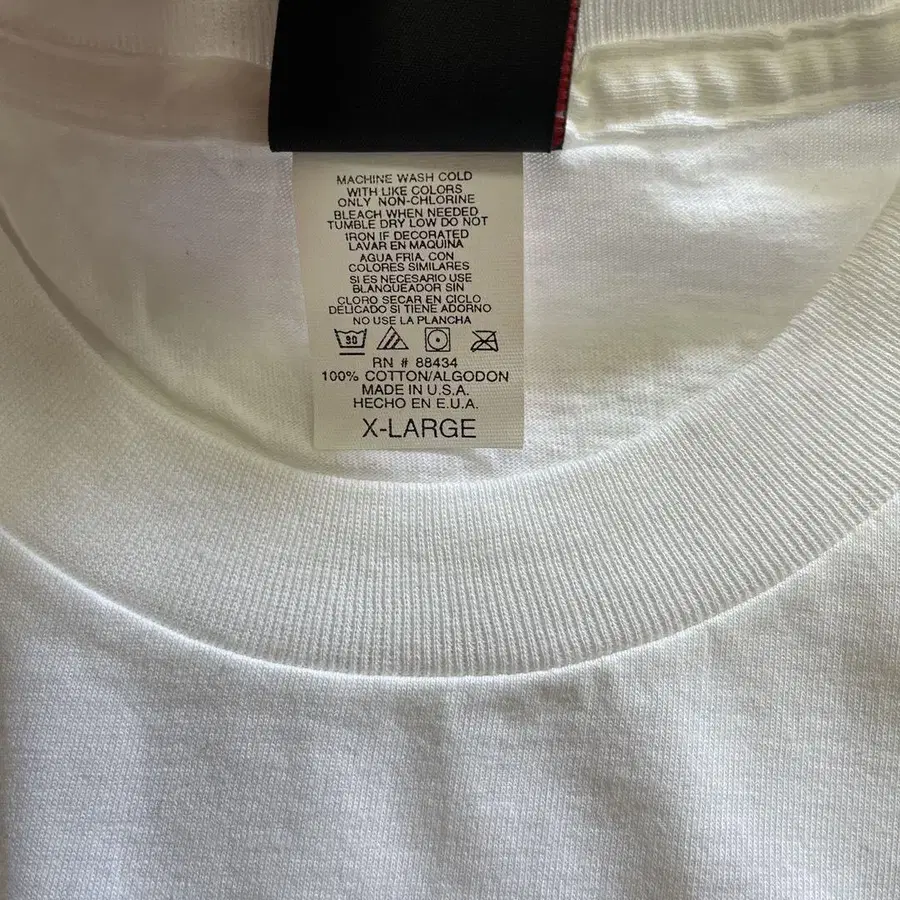 MACHINE WASH COLD
WITH LIKE COLORS
ONLY NON-CHLORINE
BLEACH WHEN NEEDED
TUMBLE DRY LOW DO NOT
IRON IF DECORATED
LAVAR EN MAQUINA
AGUA FRIA, CON
COLORES SIMILARES
SI ES NECESARIO USE
BLANQUEADOR SIN
CLORO SECAR EN CICLO
DELICADO SI TIENE ADORNO
NO USE LA PLANCHA
30
RN # 88434
100% COTTON/ALGODON
MADE IN U.S.A.
HECHO EN E.U.A.
X-LARGE